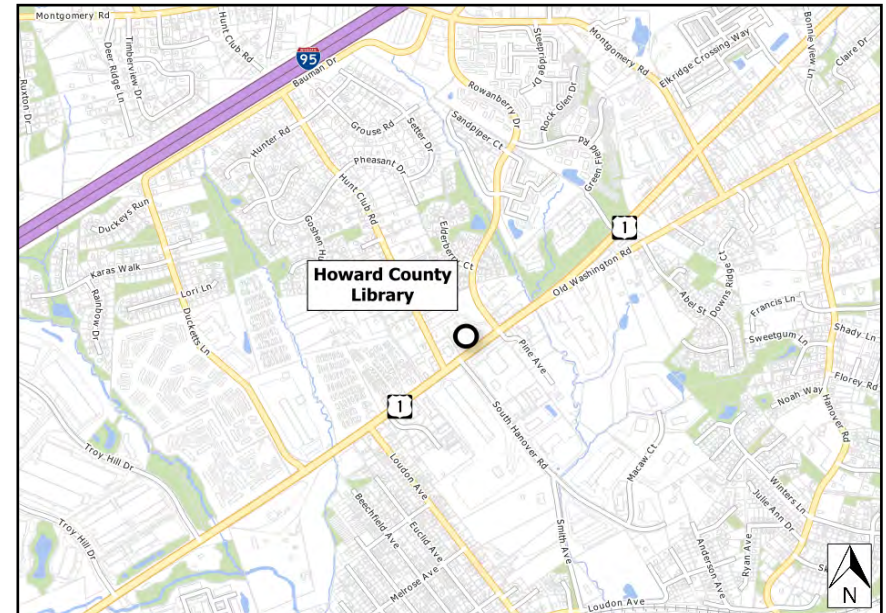 Montgomery Rd
Ruxton Dr
Deer Ridge Ln
Timberview Dr
Hunt Club Rd
95
Bauman Dr
Steepridge Dr
Montgomery Rd
Elkridge Crossing Way
Bonnie View Ln
Claire Dr
Rowanberry Dr
Rock Glen Dr
Sandpiper Ct
Green Field Rd
Hunter Rd
Grouse Rd
Setter Dr
Pheasant Dr
Hunt Club Rd
Duckeys Run
Goshen Hu
Elderberry Ct
1
Old Washington Rd
Karas Walk
Rainbow Dr
Lori Ln
Ducketts Ln
Howard County
Library
Abel St
Downs Ridge Ct
Francis Ln
Shady Ln
Sweetgum Ln
Pine Ave
Florey Rd
Noah Way
Hanover Rd
1
South Hanover Rd
Macaw Ct
Troy Hill Dr
Loudon Ave
Winters Ln
Julie Ann Dr
Troy Hill Dr
Beechfield Ave
Euclid Ave
Melrose Ave
Smith Ave
Anderson Ave
Ryan Ave
Loudon Ave
N